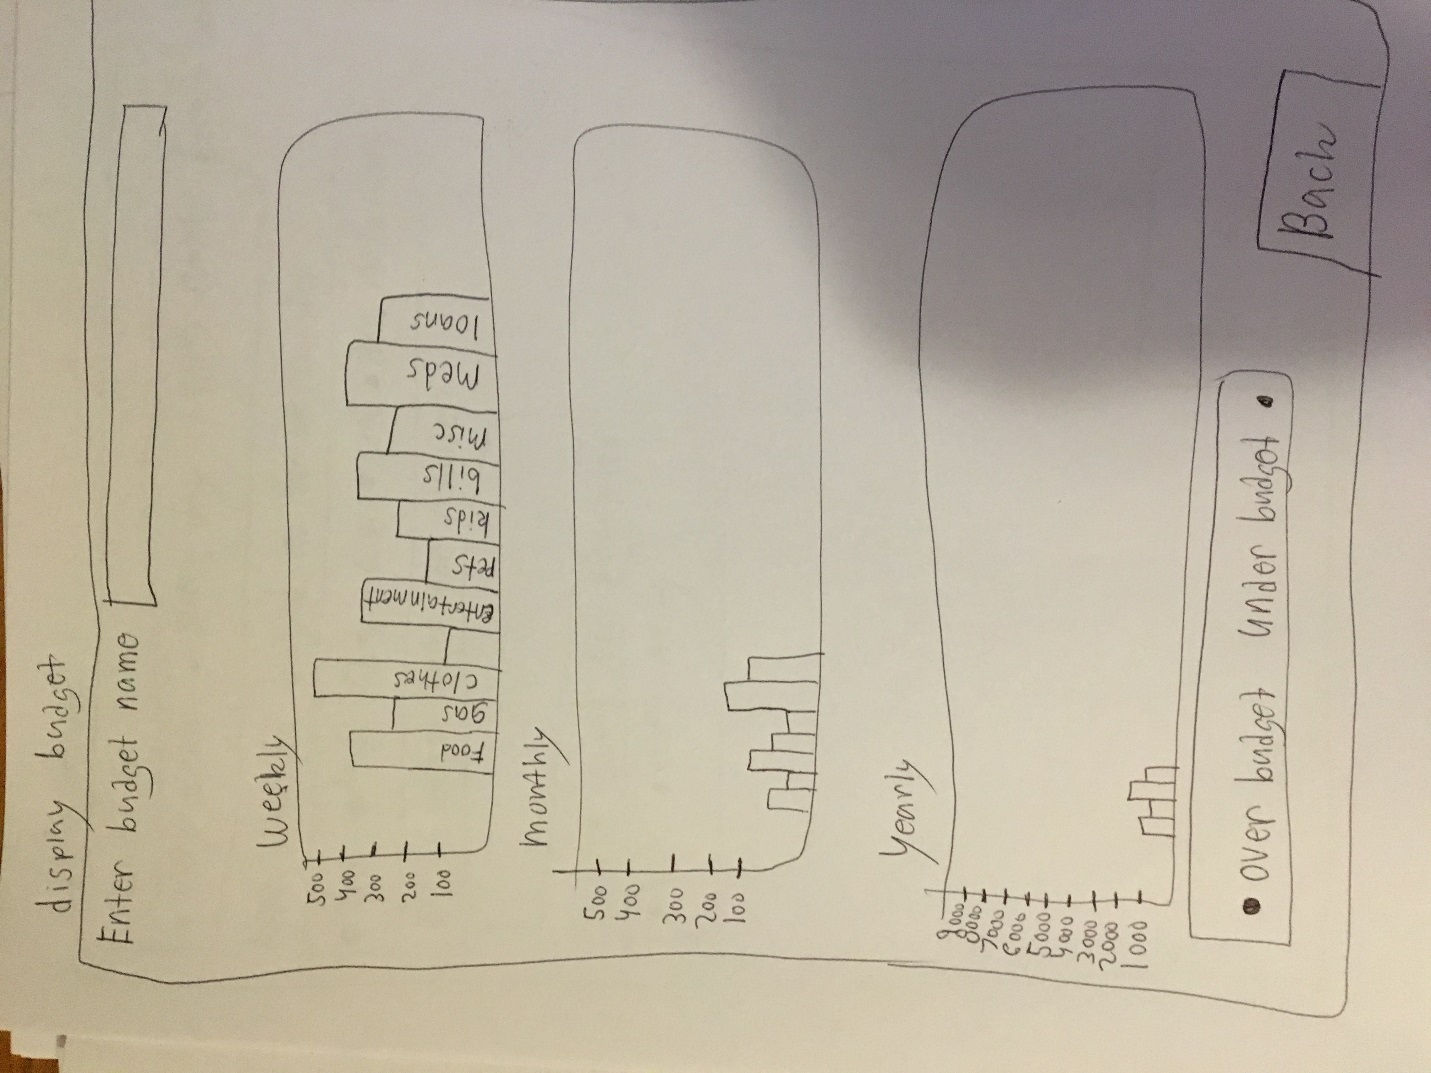 display budget
Enter budget name
Weekly
500
400
300
200
100
Food
gas
clothes
entertainment
pets
kids
bills
misc
Meds
loans
monthly
500
400
300
200
100
Yearly
9000
8000
7000
6000
5000
4000
3000
2000
1000
over budget under budget
Back